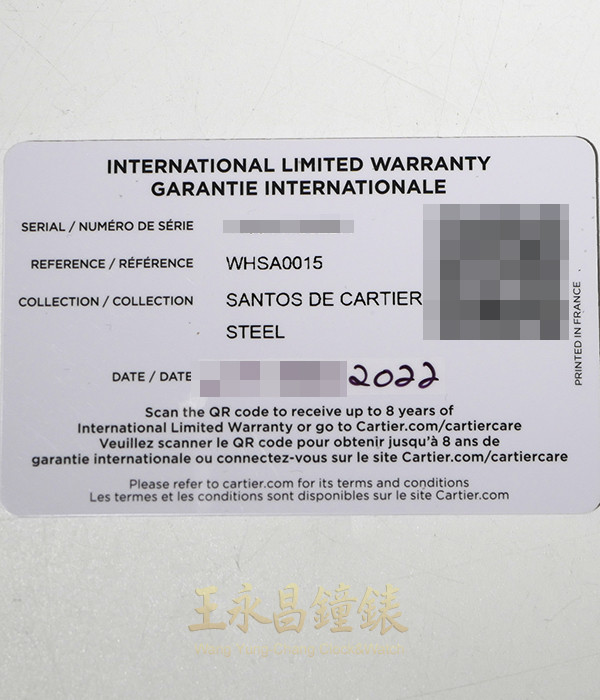 INTERNATIONAL LIMITED WARRANTY
GARANTIE INTERNATIONALE
SERIAL / NUMÉRO DE SÉRIE
REFERENCE / RÉFÉRENCE WHSA0015
COLLECTION / COLLECTION SANTOS DE CARTIER
STEEL
DATE / DATE 2022
PRINTED IN FRANCE
Scan the QR code to receive up to 8 years of
International Limited Warranty or go to Cartier.com/cartiercare
Veuillez scanner le QR code pour obtenir jusqu'à 8 ans de
garantie internationale ou connectez-vous sur le site Cartier.com/cartiercare
Please refer to cartier.com for its terms and conditions
Les termes et les conditions sont disponibles sur le site Cartier.com
王永昌鐘錶